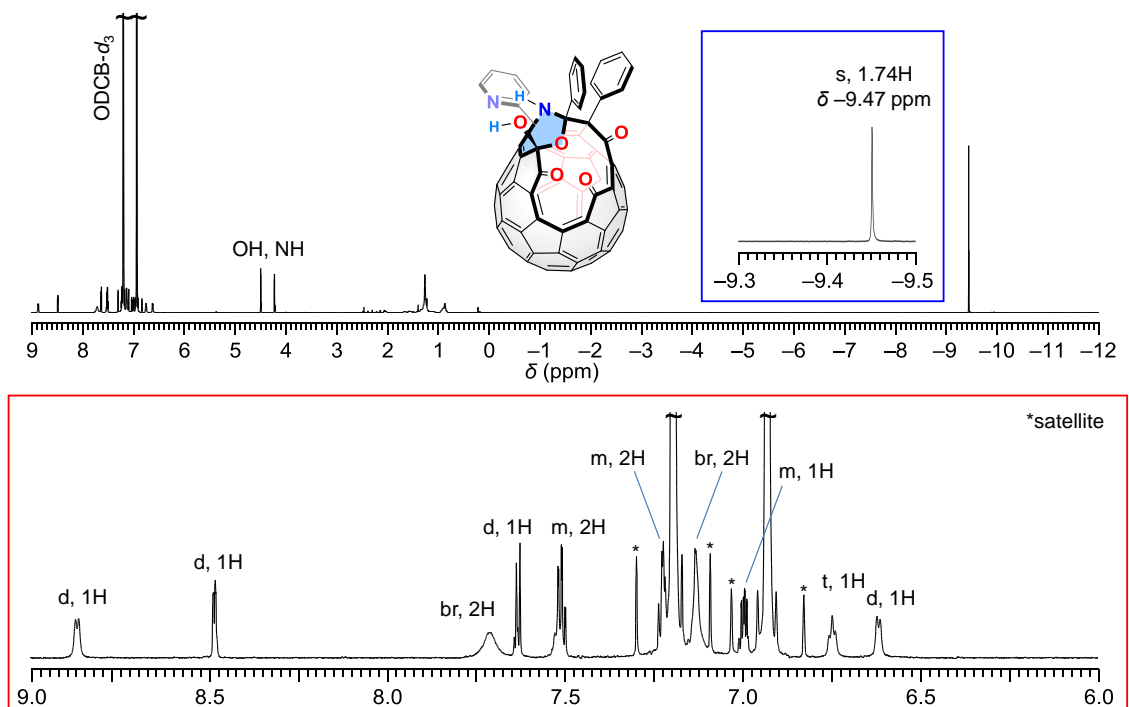 ODCB-d3
OH, NH
H
N
N
H
O
O
O
O
O
s, 1.74H
δ –9.47 ppm
–9.3
–9.4
–9.5
9 8 7 6 5 4 3 2 1 0 –1 –2 –3 –4 –5 –6 –7 –8 –9 –10 –11 –12
δ (ppm)
*satellite
m, 2H
br, 2H
m, 1H
d, 1H
m, 2H
*
*
d, 1H
*
*
t, 1H
d, 1H
br, 2H
d, 1H
9.0 8.5 8.0 7.5 7.0 6.5 6.0